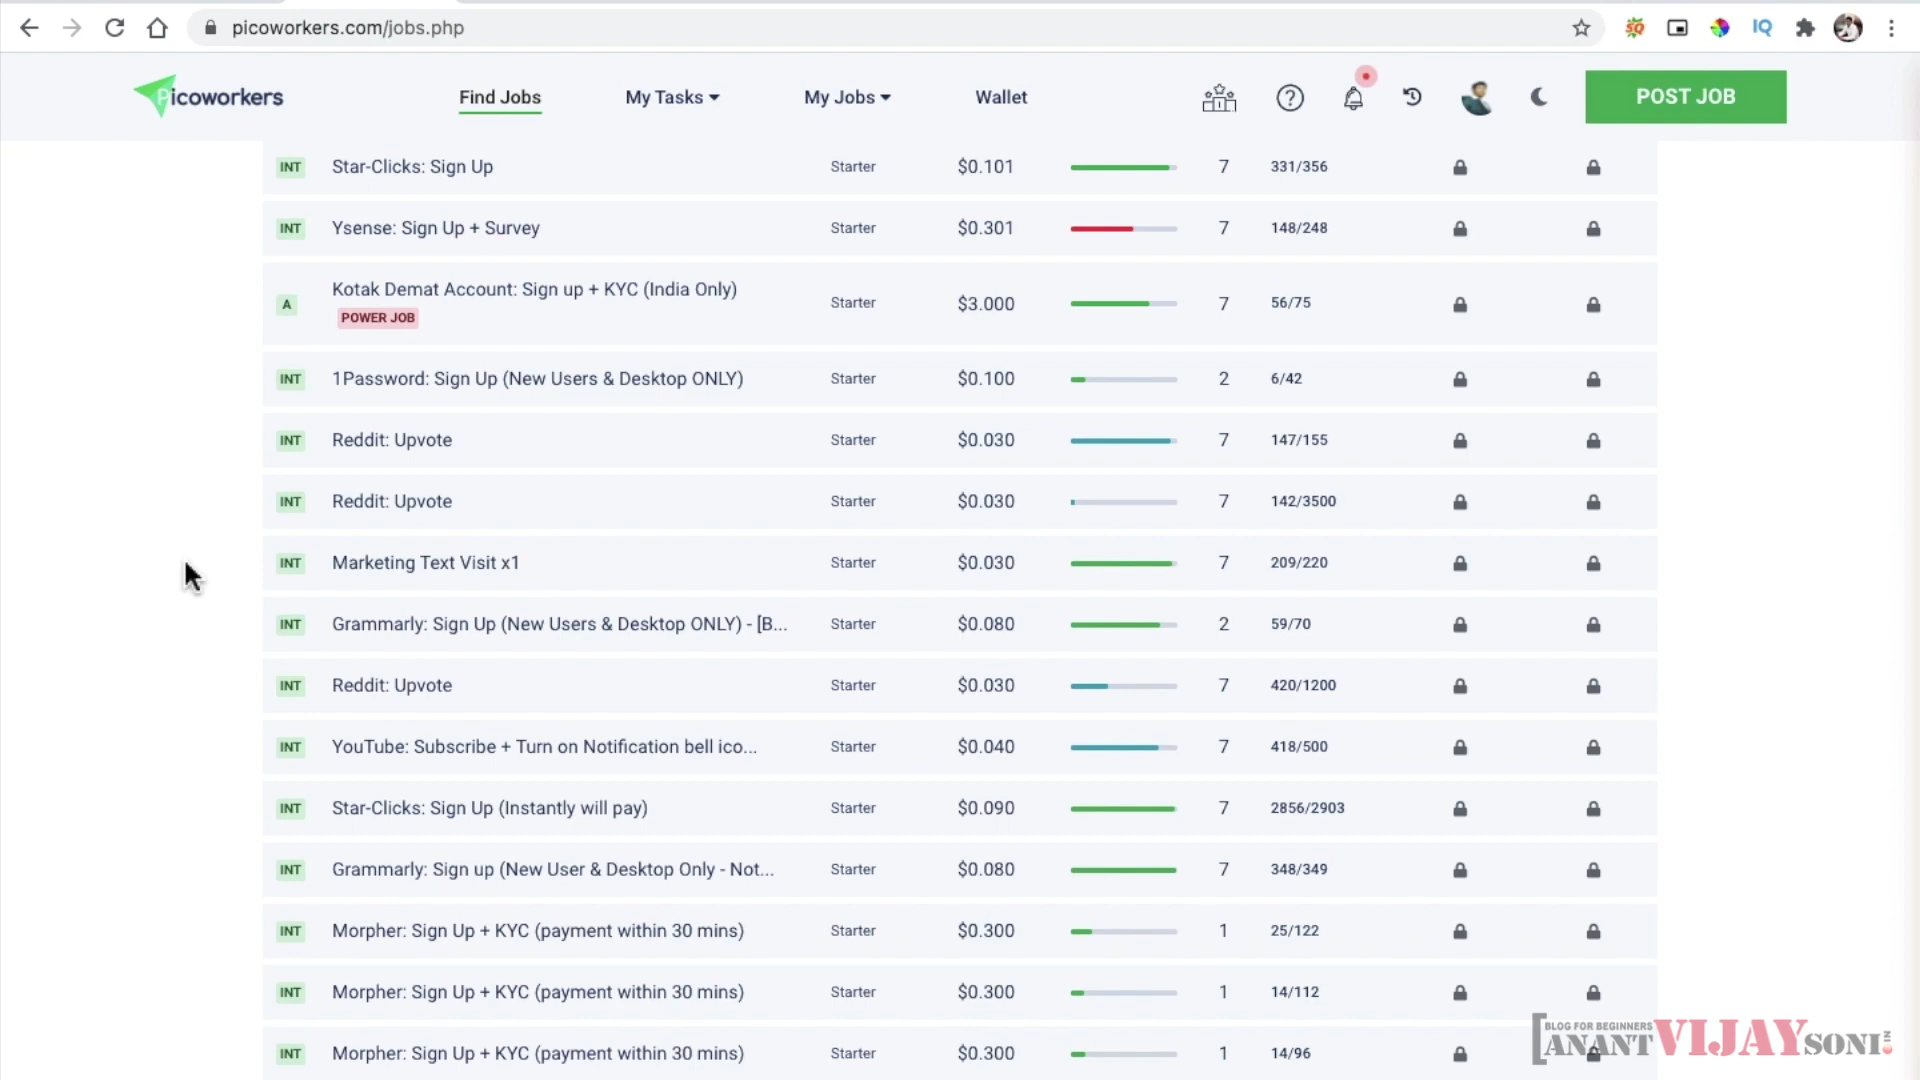 picoworkers.com/jobs.php
SQ
IQ
Picoworkers
Find Jobs
My Tasks
My Jobs
Wallet
1
?
POST JOB
INT Star-Clicks: Sign Up Starter $0.101 7 331/356
INT Ysense: Sign Up + Survey Starter $0.301 7 148/248
A Kotak Demat Account: Sign up + KYC (India Only) Starter $3.000 7 56/75
POWER JOB
INT 1Password: Sign Up (New Users & Desktop ONLY) Starter $0.100 2 6/42
INT Reddit: Upvote Starter $0.030 7 147/155
INT Reddit: Upvote Starter $0.030 7 142/3500
INT Marketing Text Visit x1 Starter $0.030 7 209/220
INT Grammarly: Sign Up (New Users & Desktop ONLY) - [B... Starter $0.080 2 59/70
INT Reddit: Upvote Starter $0.030 7 420/1200
INT YouTube: Subscribe + Turn on Notification bell ico... Starter $0.040 7 418/500
INT Star-Clicks: Sign Up (Instantly will pay) Starter $0.090 7 2856/2903
INT Grammarly: Sign up (New User & Desktop Only - Not... Starter $0.080 7 348/349
INT Morpher: Sign Up + KYC (payment within 30 mins) Starter $0.300 1 25/122
INT Morpher: Sign Up + KYC (payment within 30 mins) Starter $0.300 1 14/112
INT Morpher: Sign Up + KYC (payment within 30 mins) Starter $0.300 1 14/96
BLOG FOR BEGINNERS
ANANTVIJAYSONI.IN